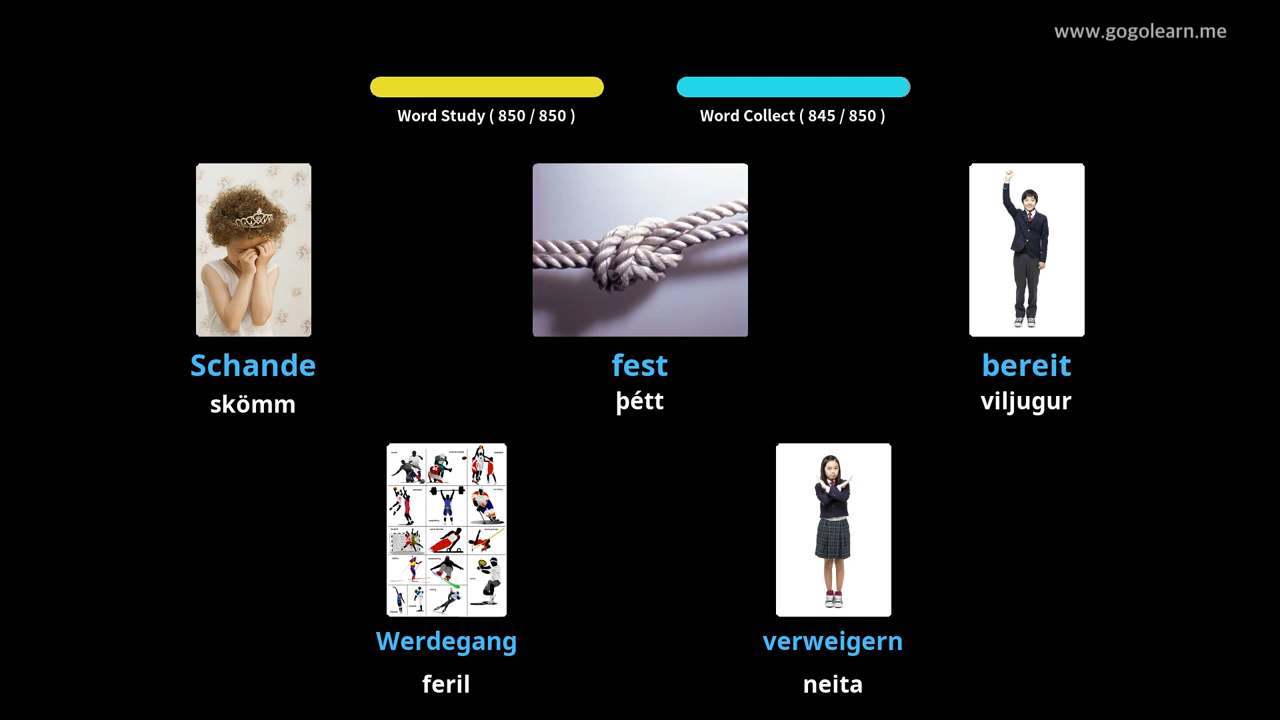 www.gogolearn.me
Word Study ( 850 / 850 )
Word Collect ( 845 / 850 )
Schande
fest
bereit
skömm
þétt
viljugur
Werdegang
verweigern
feril
neita